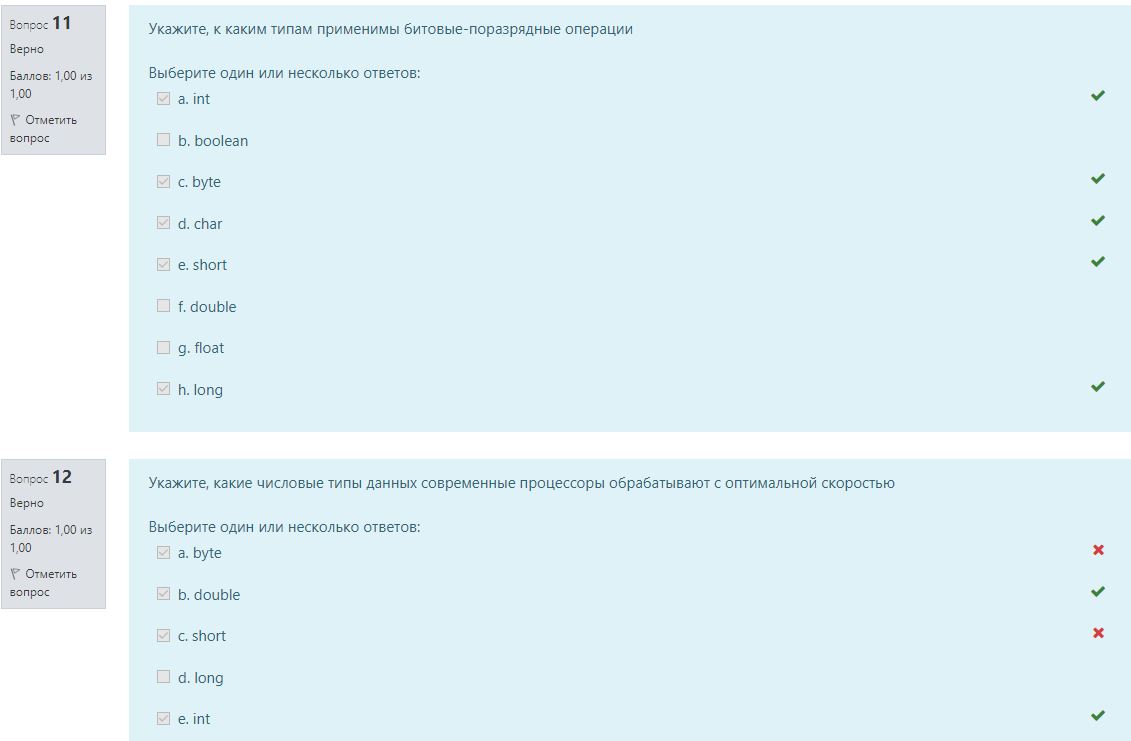 Вопрос 11
Верно
Баллов: 1,00 из
1,00
Отметить
вопрос
Укажите, к каким типам применимы битовые-поразрядные операции
Выберите один или несколько ответов:
a. int
b. boolean
c. byte
d. char
e. short
f. double
g. float
h. long
Вопрос 12
Верно
Баллов: 1,00 из
1,00
Отметить
вопрос
Укажите, какие числовые типы данных современные процессоры обрабатывают с оптимальной скоростью
Выберите один или несколько ответов:
a. byte
b. double
c. short
d. long
e. int